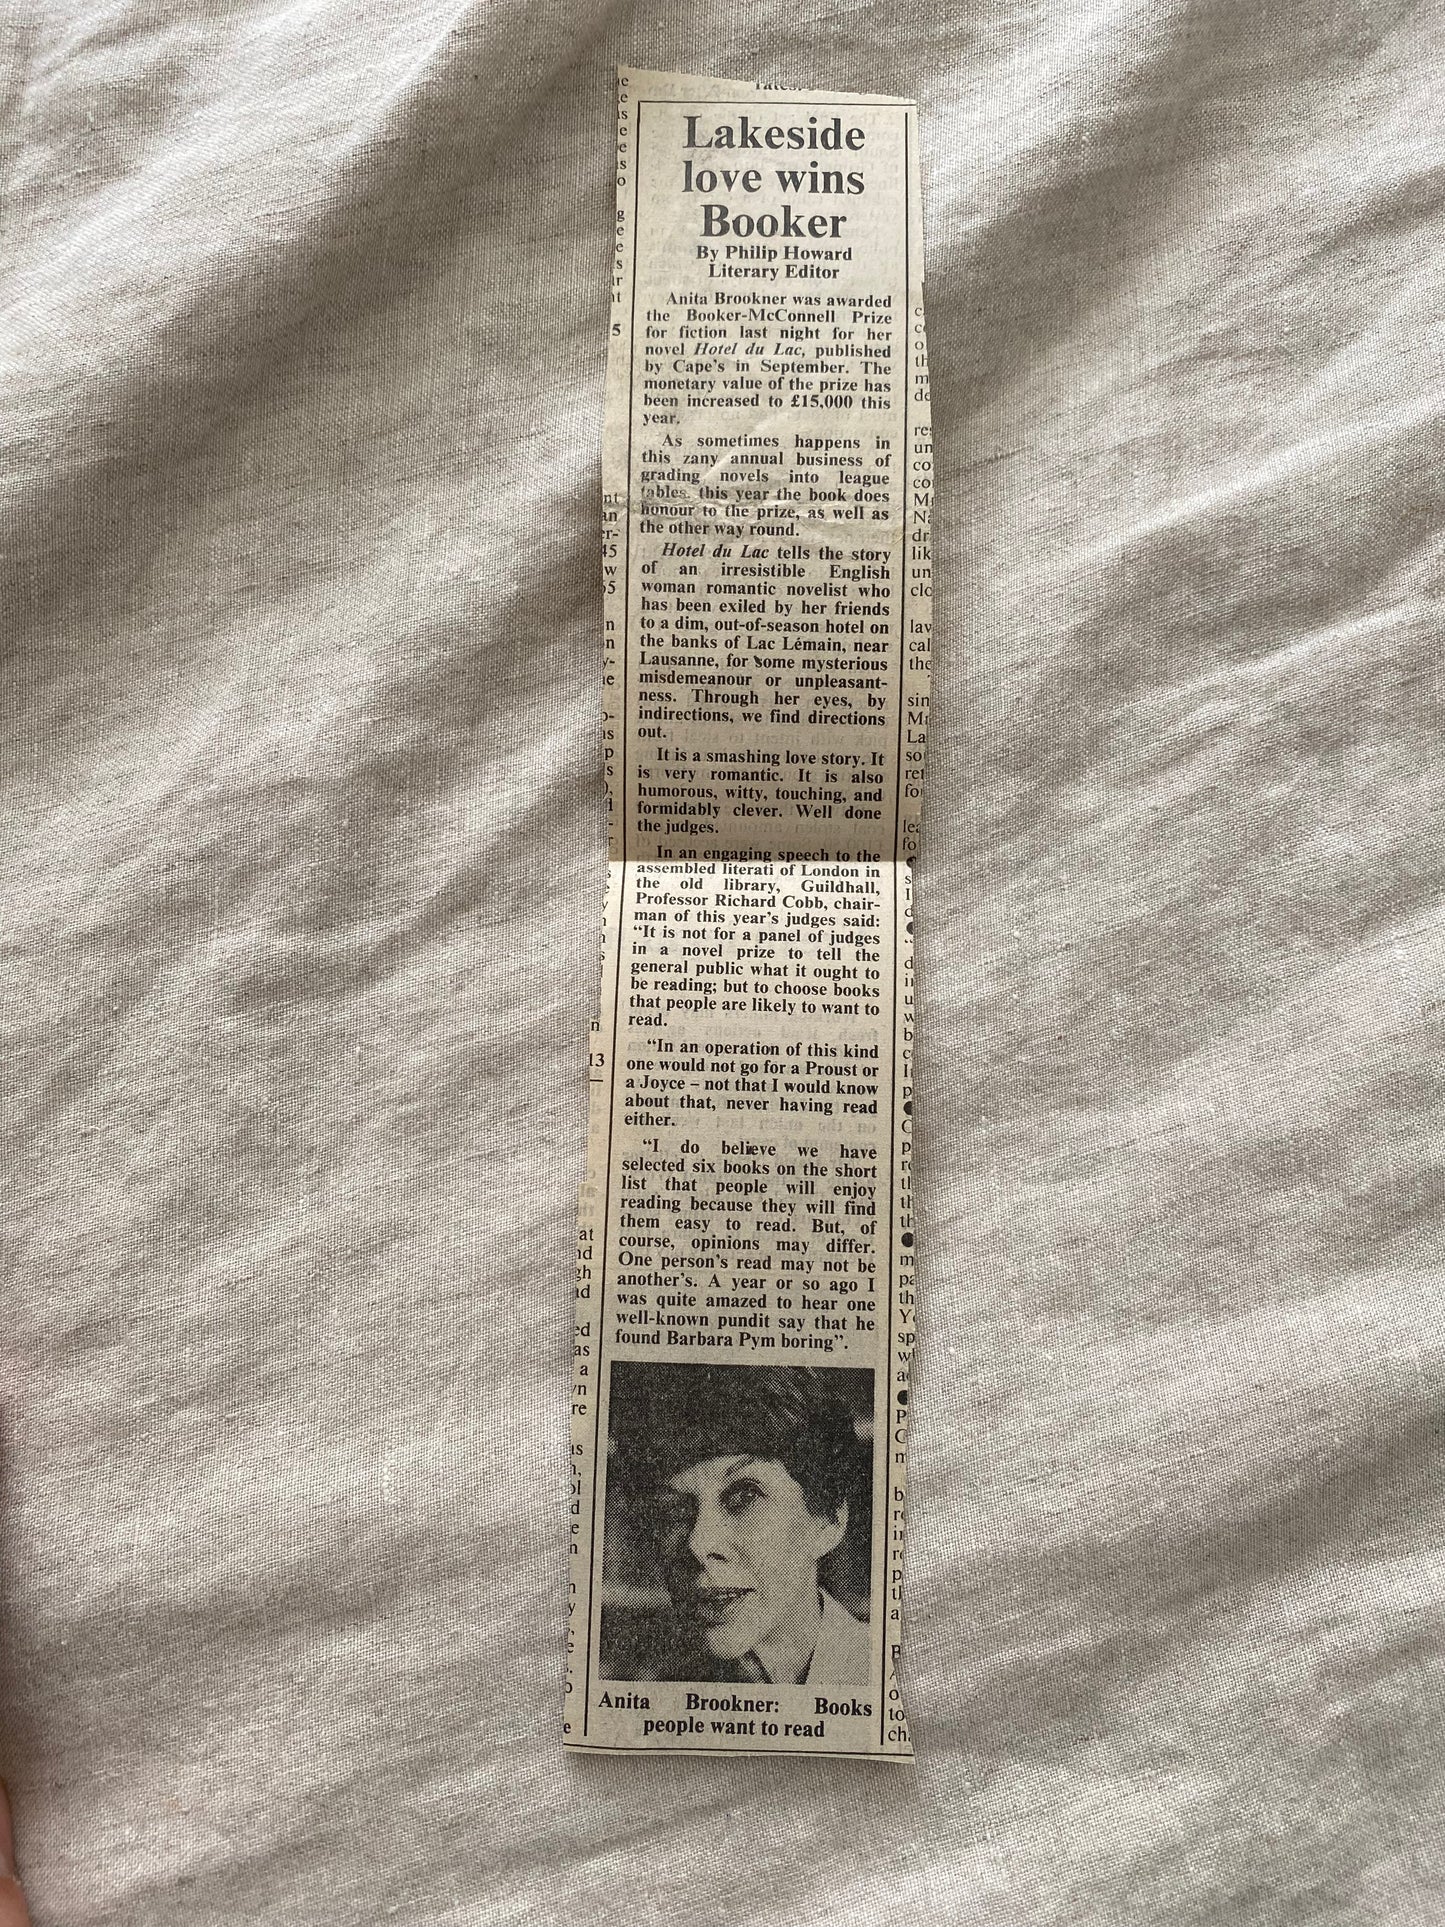 Lakeside
love wins
Booker
By Philip Howard
Literary Editor
Anita Brookner was awarded
the Booker-McConnell Prize
for fiction last night for her
novel Hotel du Lac, published
by Cape's in September. The
monetary value of the prize has
been increased to £15,000 this
year.
As sometimes happens in
this zany annual business of
grading novels into league
tables, this year the book does
honour to the prize, as well as
the other way round.
Hotel du Lac tells the story
of an irresistible English
woman romantic novelist who
has been exiled by her friends
to a dim, out-of-season hotel on
the banks of Lac Lémain, near
Lausanne, for some mysterious
misdemeanour or unpleasant-
ness. Through her eyes, by
indirections, we find directions
out.
It is a smashing love story. It
is very romantic. It is also
humorous, witty, touching, and
formidably clever. Well done
the judges.
In an engaging speech to the
assembled literati of London in
the old library, Guildhall,
Professor Richard Cobb, chair-
man of this year's judges said:
“It is not for a panel of judges
in a novel prize to tell the
general public what it ought to
be reading; but to choose books
that people are likely to want to
read.
“In an operation of this kind
one would not go for a Proust or
a Joyce – not that I would know
about that, never having read
either.
“I do believe we have
selected six books on the short
list that people will enjoy
reading because they will find
them easy to read. But, of
course, opinions may differ.
One person's read may not be
another's. A year or so ago I
was quite amazed to hear one
well-known pundit say that he
found Barbara Pym boring”.
Anita Brookner: Books
people want to read